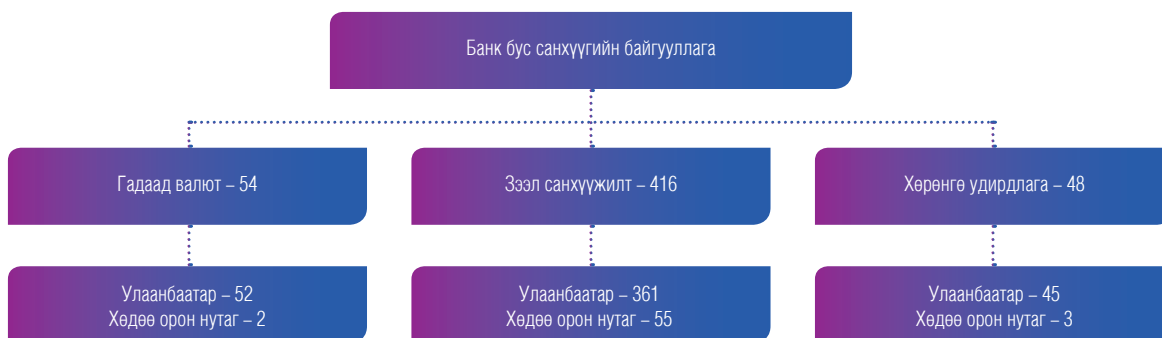 Банк бус санхүүгийн байгууллага
Гадаад валют – 54
Зээл санхүүжилт – 416
Хөрөнгө удирдлага – 48
Улаанбаатар – 52
Хөдөө орон нутаг – 2
Улаанбаатар – 361
Хөдөө орон нутаг – 55
Улаанбаатар – 45
Хөдөө орон нутаг – 3